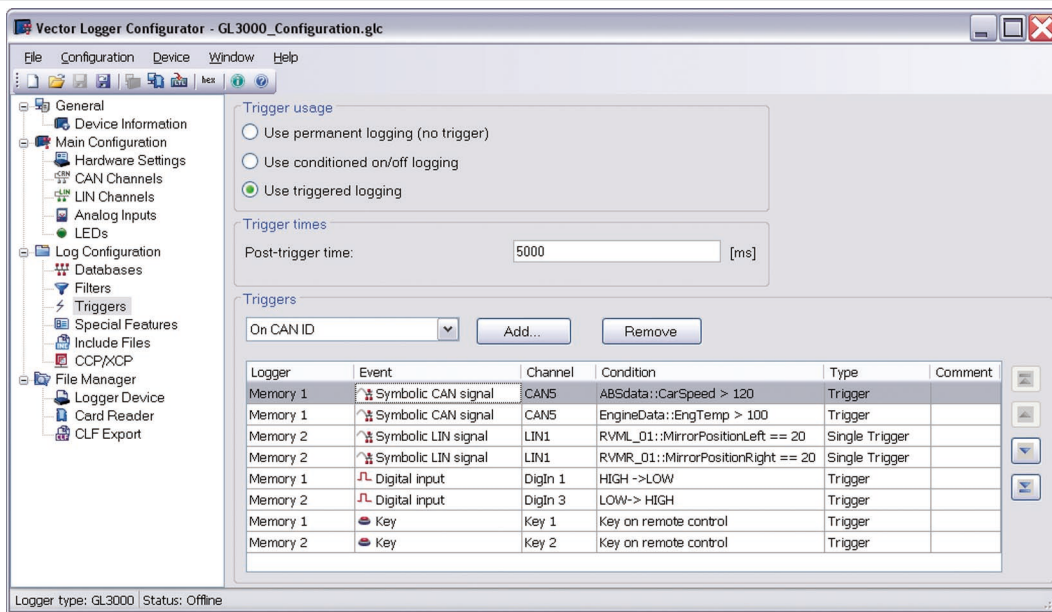 Vector Logger Configurator - GL3000_Configuration.glc
File Configuration Device Window Help
hex
General
Device Information
Main Configuration
Hardware Settings
CAN Channels
LIN Channels
Analog Inputs
LEDs
Log Configuration
Databases
Filters
Triggers
Special Features
Include Files
CCP/XCP
File Manager
Logger Device
Card Reader
CLF Export
Trigger usage
Use permanent logging (no trigger)
Use conditioned on/off logging
Use triggered logging
Trigger times
Post-trigger time: 5000 [ms]
Triggers
On CAN ID Add... Remove
Logger Event Channel Condition Type Comment
Memory 1 Symbolic CAN signal CAN5 ABSdata::CarSpeed > 120 Trigger
Memory 1 Symbolic CAN signal CAN5 EngineData::EngTemp > 100 Trigger
Memory 2 Symbolic LIN signal LIN1 RVML_01::MirrorPositionLeft == 20 Single Trigger
Memory 2 Symbolic LIN signal LIN1 RVMR_01::MirrorPositionRight == 20 Single Trigger
Memory 1 Digital input DigIn 1 HIGH ->LOW Trigger
Memory 2 Digital input DigIn 3 LOW-> HIGH Trigger
Memory 1 Key Key 1 Key on remote control Trigger
Memory 2 Key Key 2 Key on remote control Trigger
Logger type: GL3000 Status: Offline